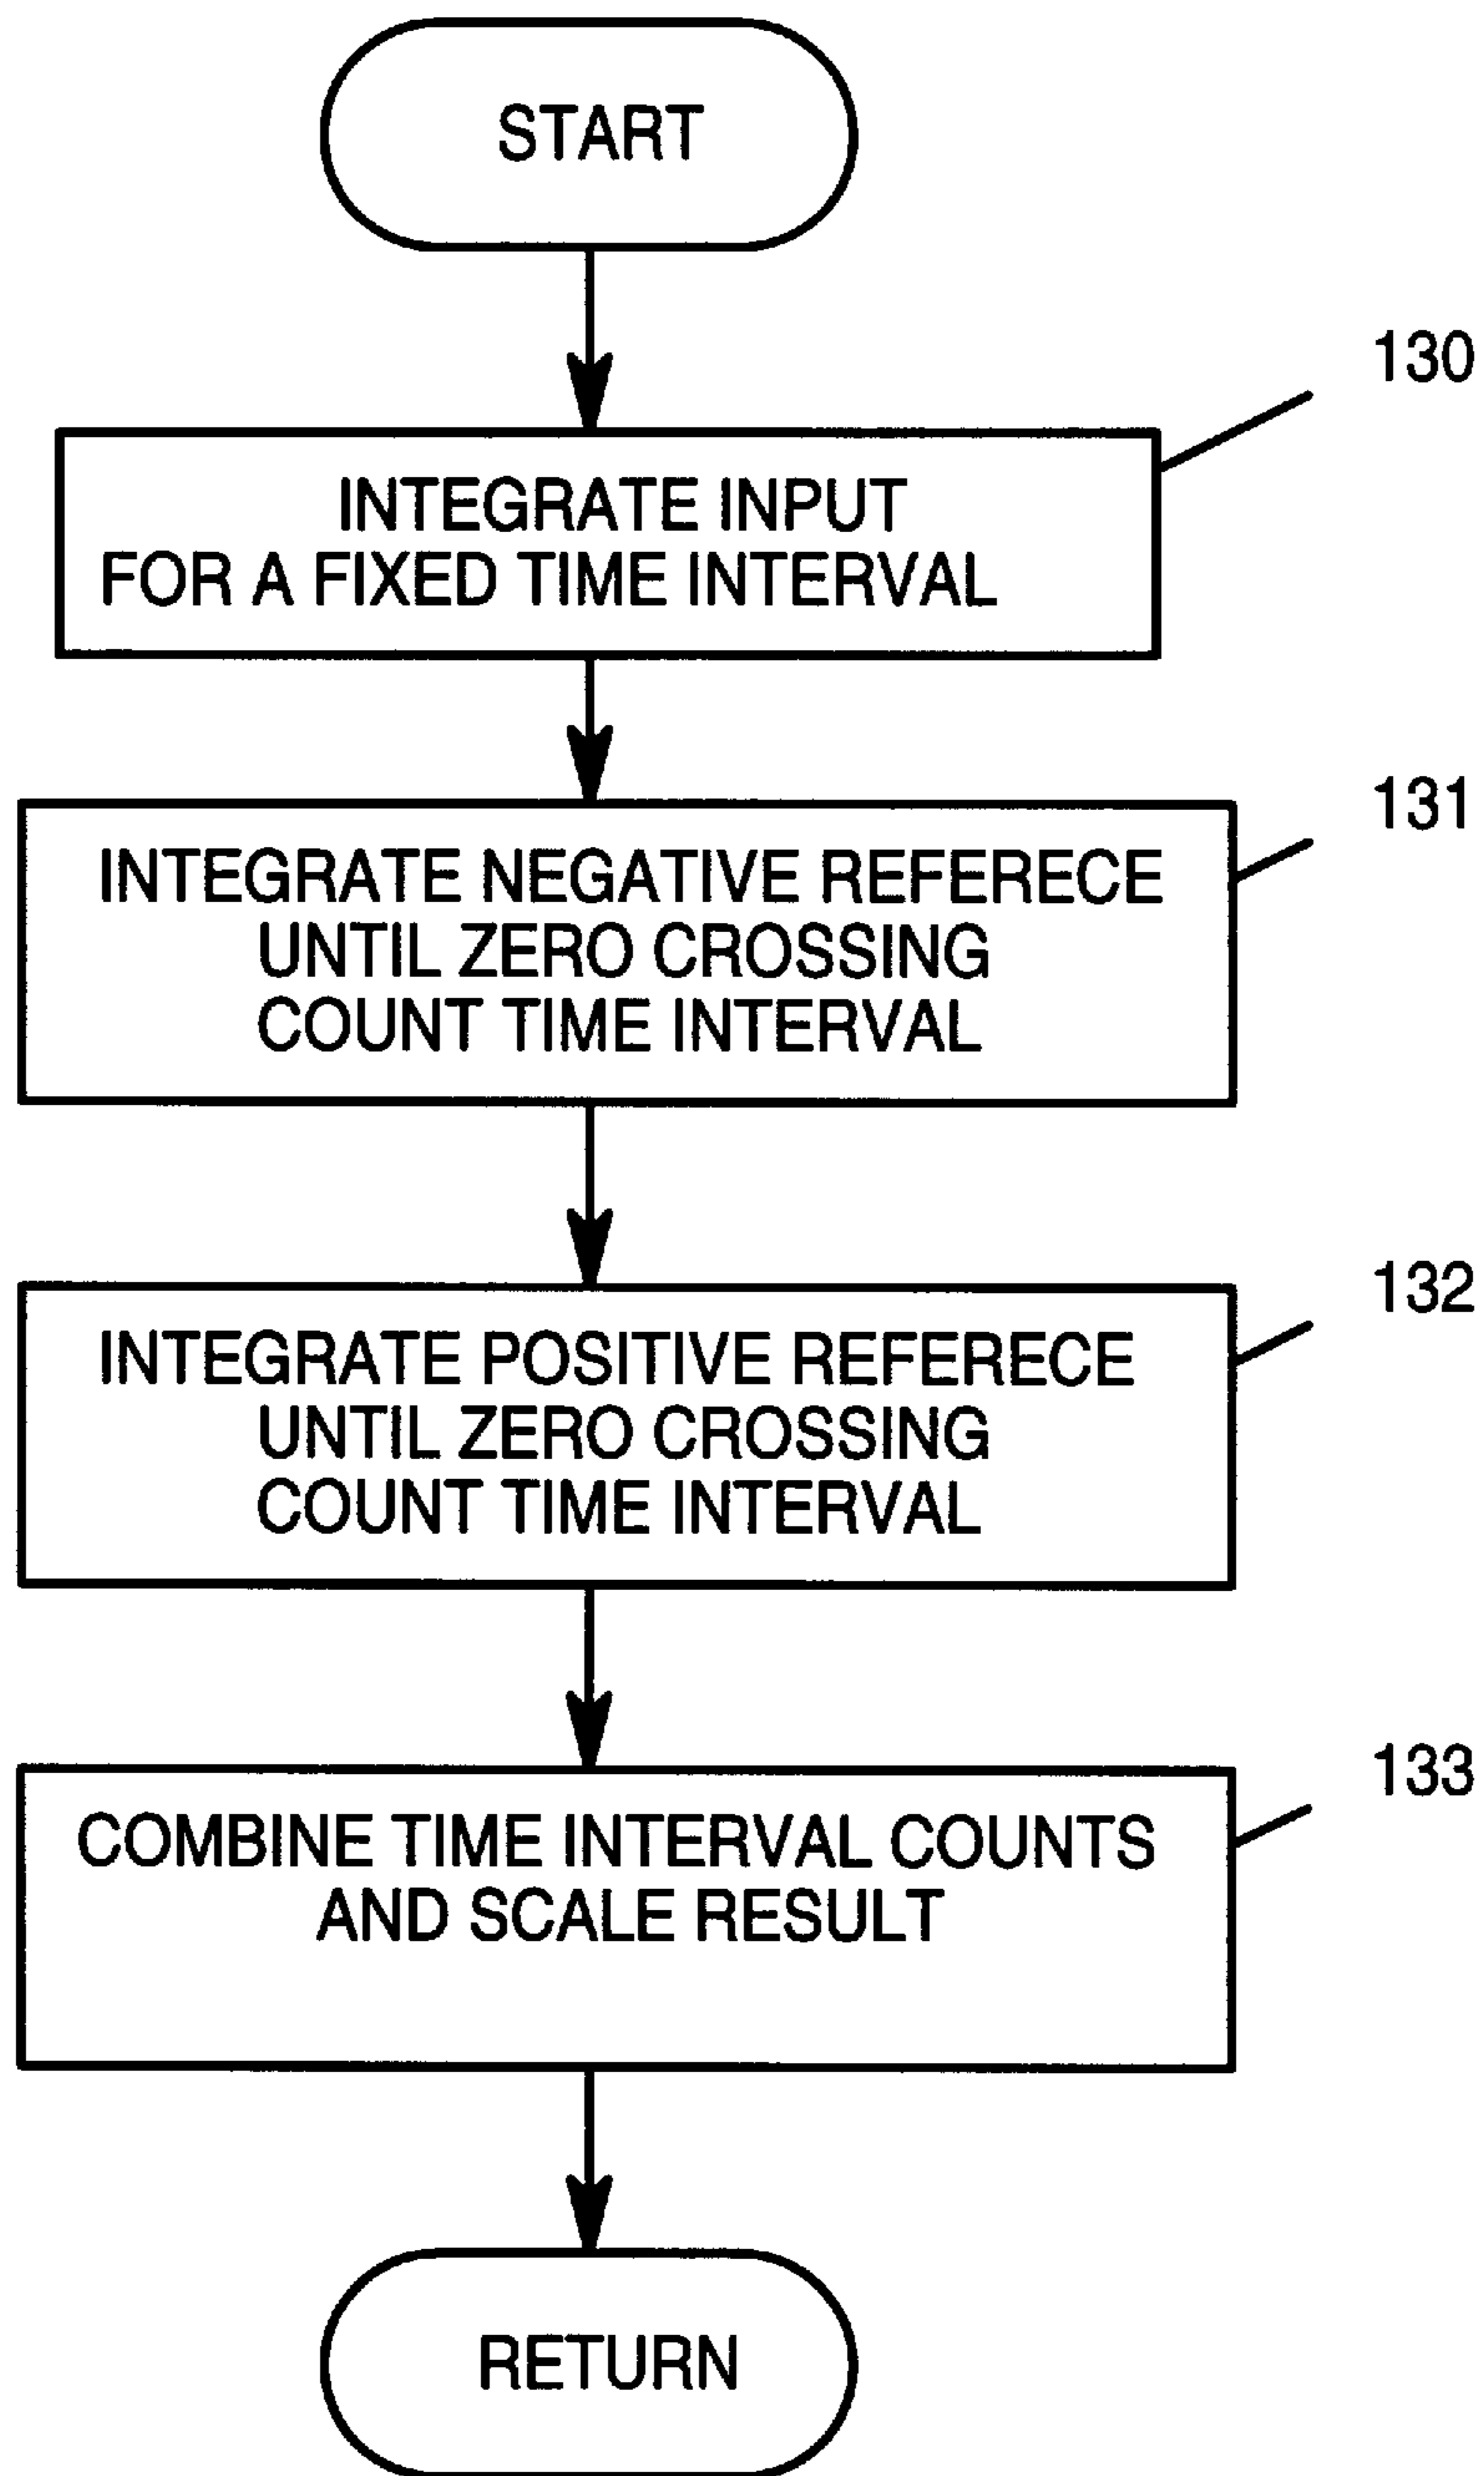 START
130
INTEGRATE INPUT
FOR A FIXED TIME INTERVAL
131
INTEGRATE NEGATIVE REFERECE
UNTIL ZERO CROSSING
COUNT TIME INTERVAL
132
INTEGRATE POSITIVE REFERECE
UNTIL ZERO CROSSING
COUNT TIME INTERVAL
133
COMBINE TIME INTERVAL COUNTS
AND SCALE RESULT
RETURN